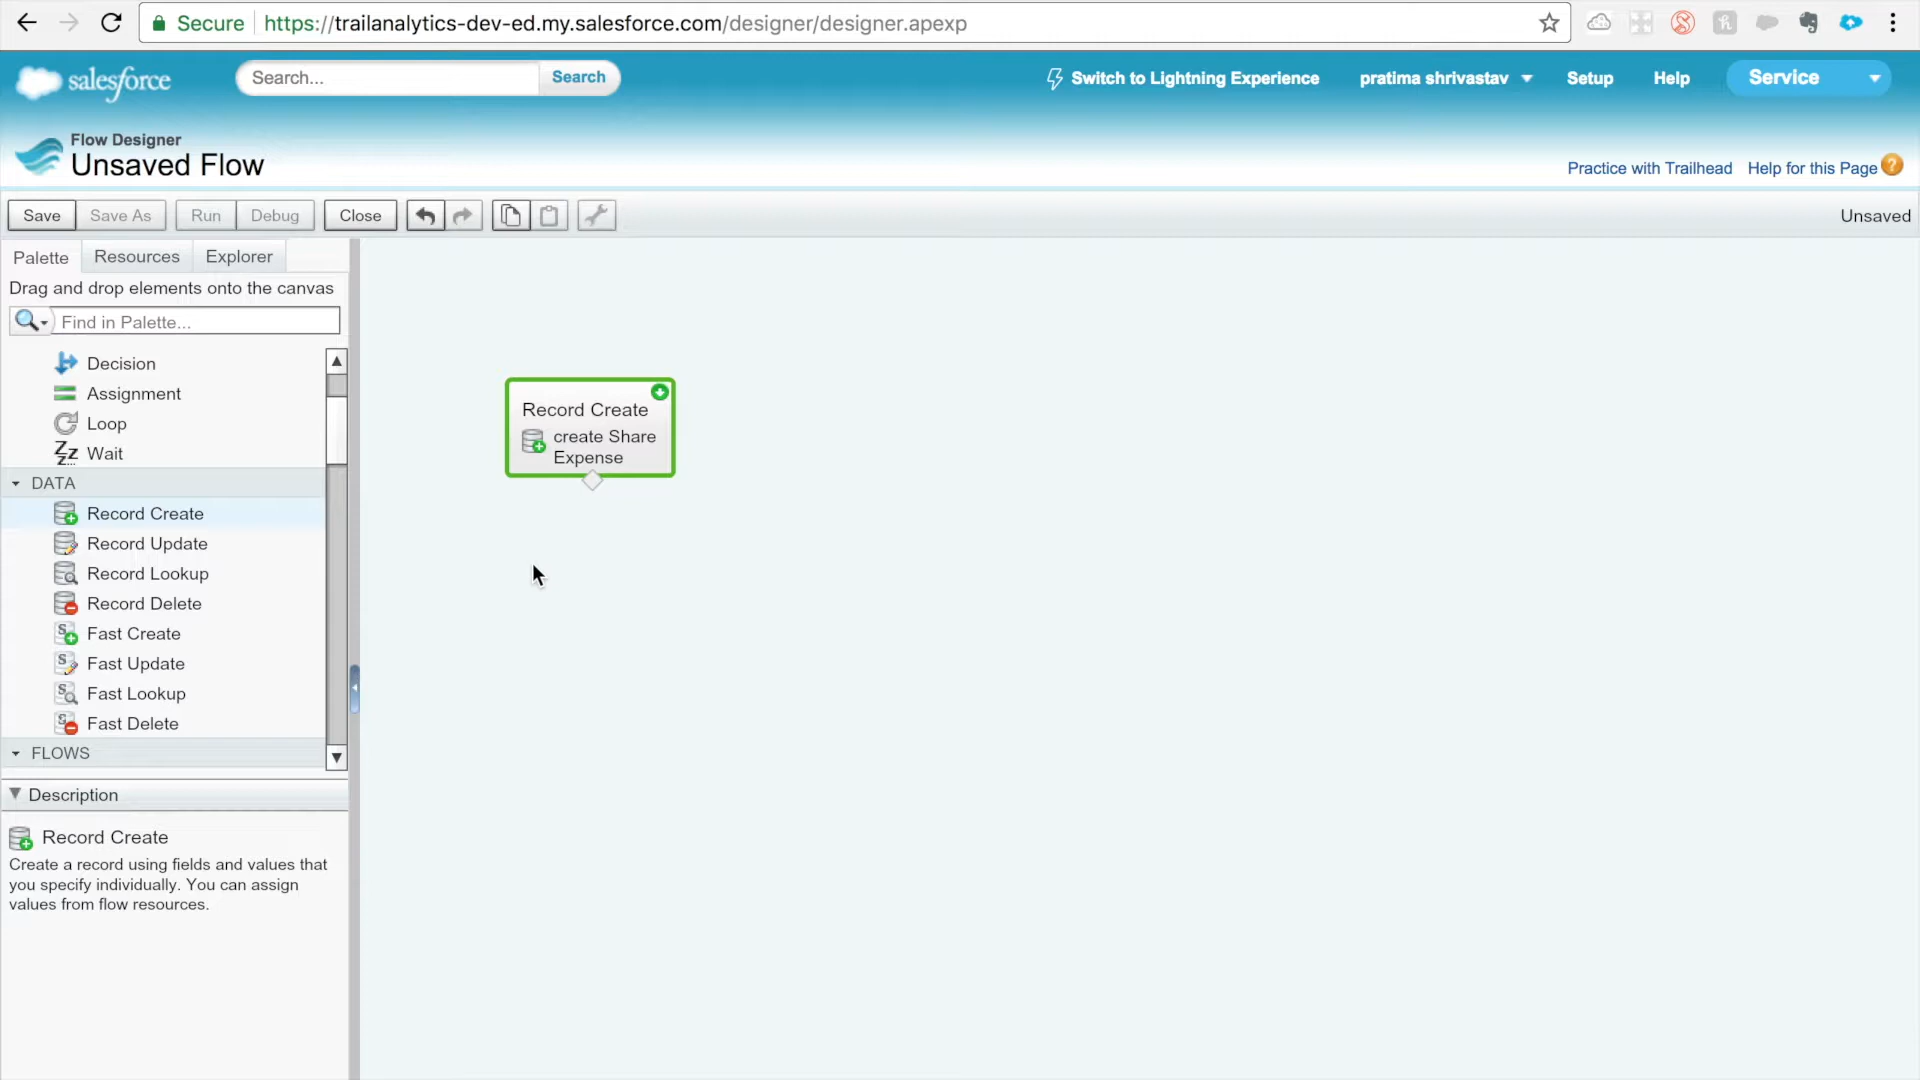 Secure https://trailanalytics-dev-ed.my.salesforce.com/designer/designer.apexp
salesforce Search... Search Switch to Lightning Experience pratima shrivastav Setup Help Service
Flow Designer
Unsaved Flow
Practice with Trailhead Help for this Page ?
Save Save As Run Debug Close Unsaved
Palette Resources Explorer
Drag and drop elements onto the canvas
Find in Palette...
Decision
Assignment
Loop
Wait
DATA
Record Create
Record Update
Record Lookup
Record Delete
Fast Create
Fast Update
Fast Lookup
Fast Delete
FLOWS
Description
Record Create
Create a record using fields and values that
you specify individually. You can assign
values from flow resources.
Record Create
create Share
Expense